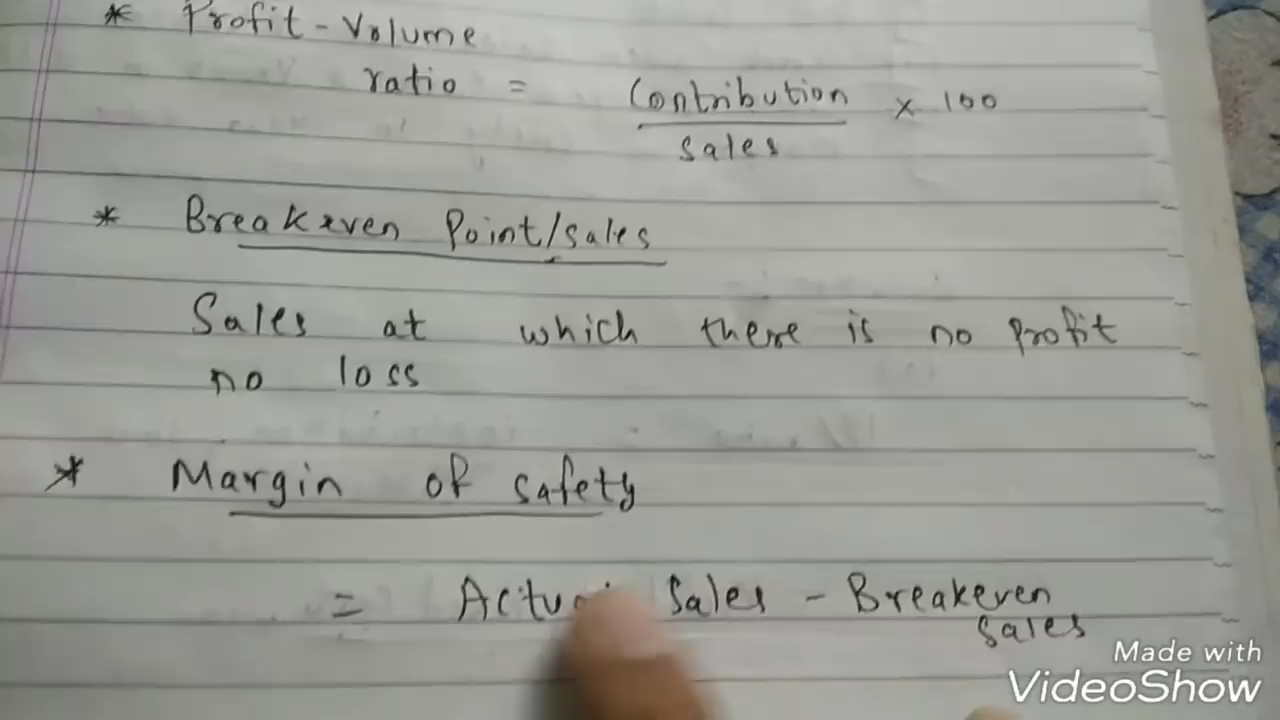 * Profit-Volume
ratio = Contribution × 100
sales
* Breakeven Point/sales
Sales at which there is no Profit
no loss
* Margin of safety
= Sales - Breakeven
sales
Made with
VideoShow